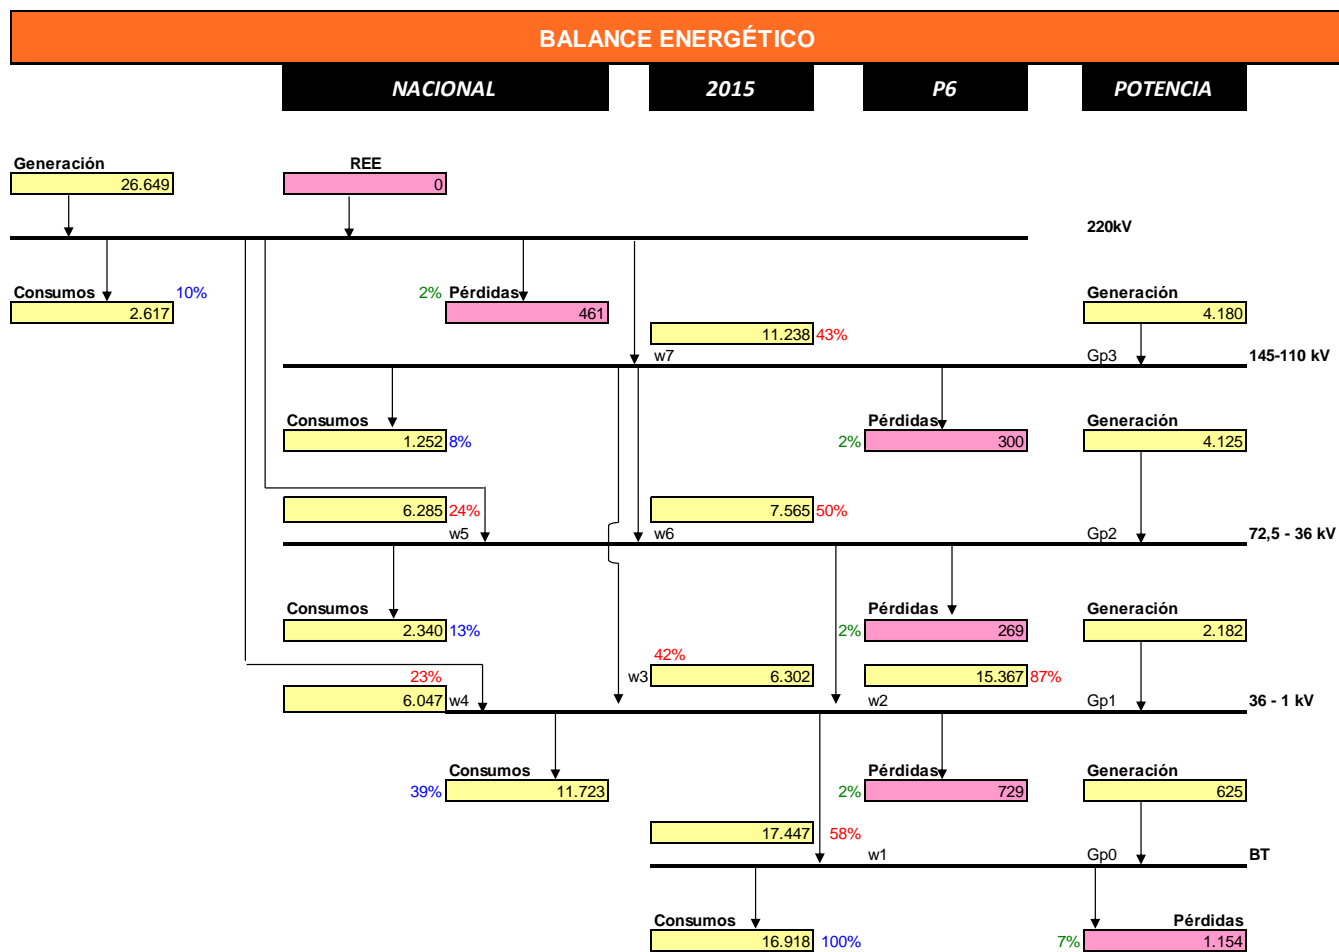 BALANCE ENERGÉTICO
NACIONAL 2015 P6 POTENCIA
Generación REE
26.649 0
220kV
Consumos 10% 2% Pérdidas Generación
2.617 461 4.180
11.238 43%
w7 Gp3 145-110 kV
Consumos Pérdidas Generación
1.252 8% 2% 300 4.125
6.285 24% 7.565 50%
w5 w6 Gp2 72,5 - 36 kV
Consumos Pérdidas Generación
2.340 13% 2% 269 2.182
42%
23% w3 6.302 15.367 87%
6.047 w4 w2 Gp1 36 - 1 kV
Consumos Pérdidas Generación
39% 11.723 2% 729 625
17.447 58%
w1 Gp0 BT
Consumos Pérdidas
16.918 100% 7% 1.154